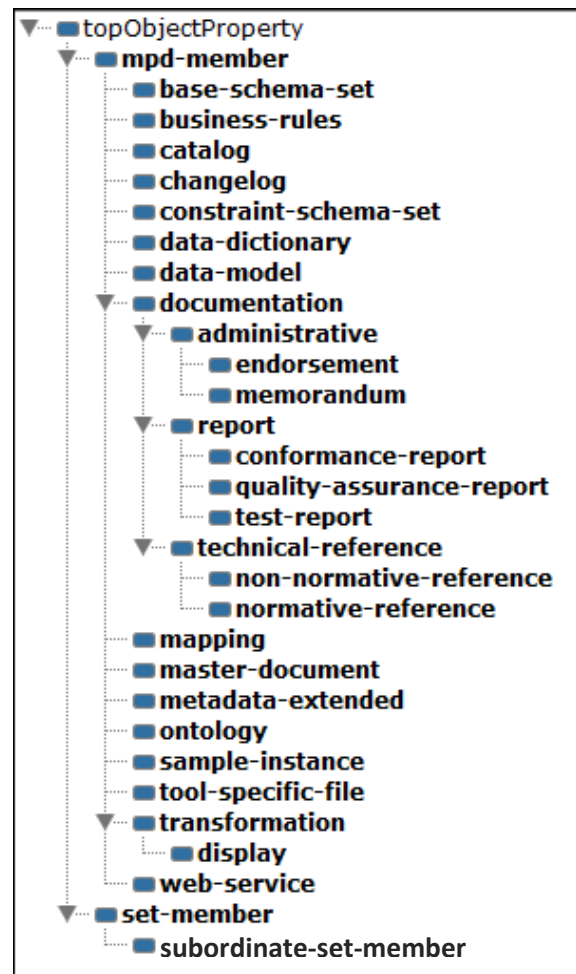 topObjectProperty
mpd-member
base-schema-set
business-rules
catalog
changelog
constraint-schema-set
data-dictionary
data-model
documentation
administrative
endorsement
memorandum
report
conformance-report
quality-assurance-report
test-report
technical-reference
non-normative-reference
normative-reference
mapping
master-document
metadata-extended
ontology
sample-instance
tool-specific-file
transformation
display
web-service
set-member
subordinate-set-member